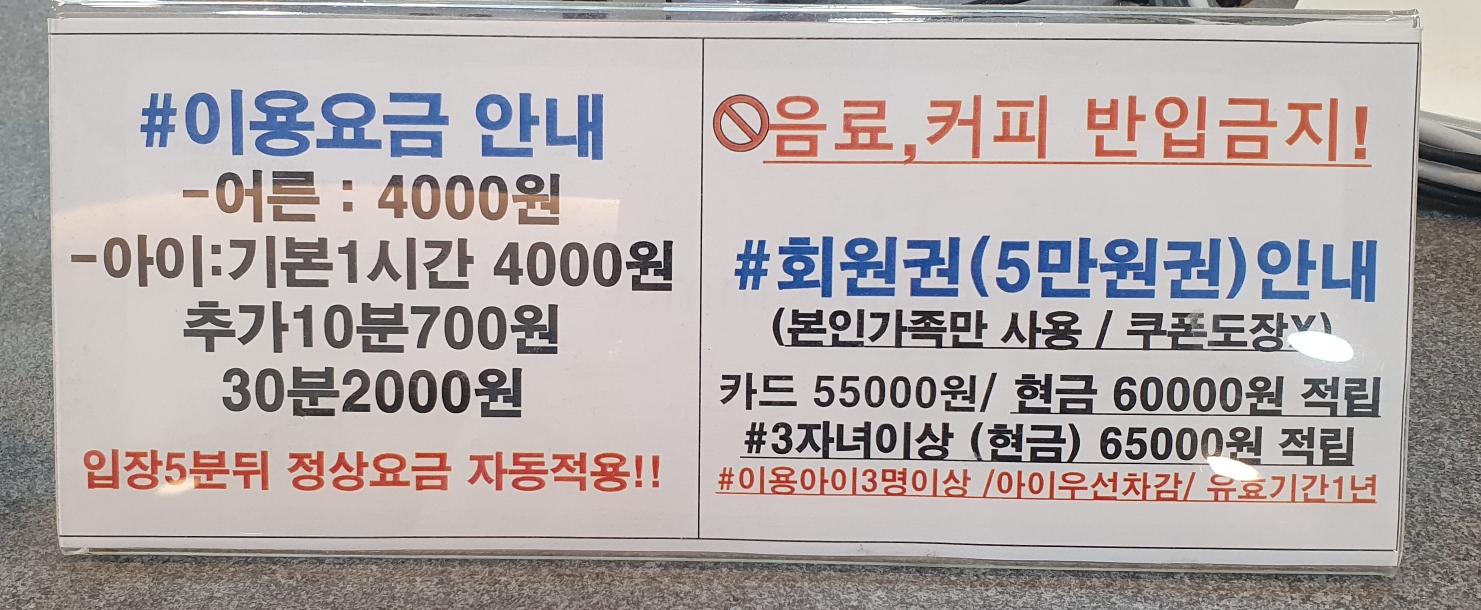 #이용요금 안내
-어른 : 4000원
-아이:기본1시간 4000원
추가10분700원
30분2000원
입장5분뒤 정상요금 자동적용!!
음료,커피 반입금지!
#회원권(5만원권)안내
(본인가족만 사용 / 쿠폰도장X)
카드 55000원/ 현금 60000원 적립
#3자녀이상 (현금) 65000원 적립
#이용아이3명이상 /아이우선차감/ 유효기간1년